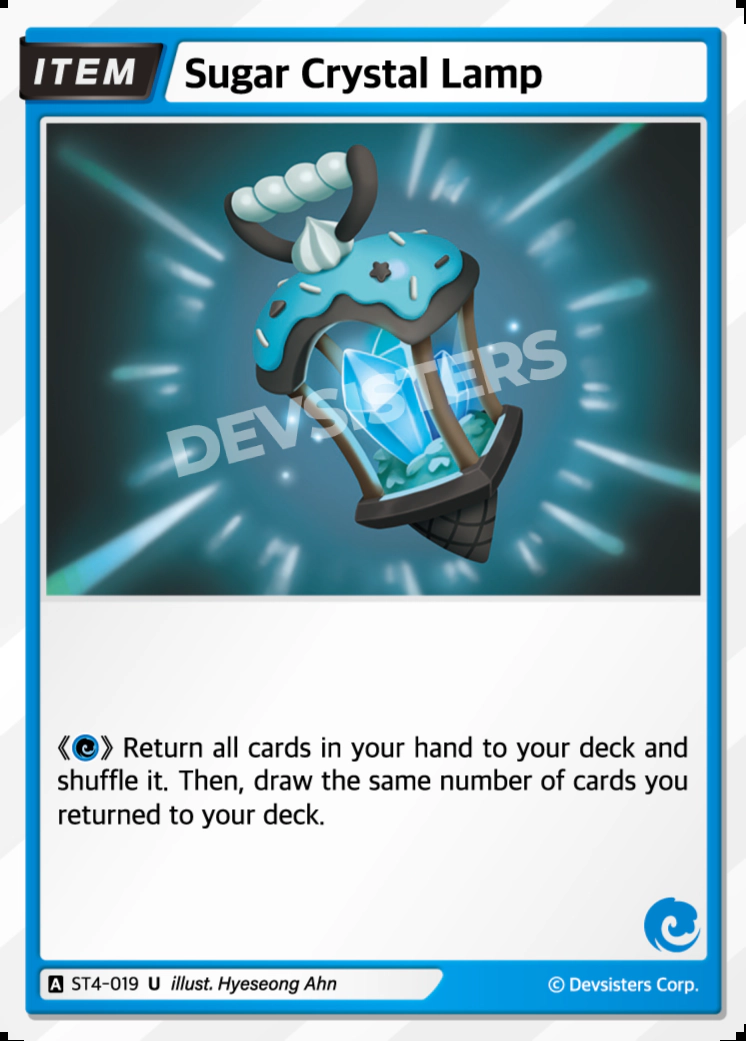 ITEM
Sugar Crystal Lamp
DEVSISTERS
《 》 Return all cards in your hand to your deck and
shuffle it. Then, draw the same number of cards you
returned to your deck.
A ST4-019 U illust. Hyeseong Ahn
© Devsisters Corp.